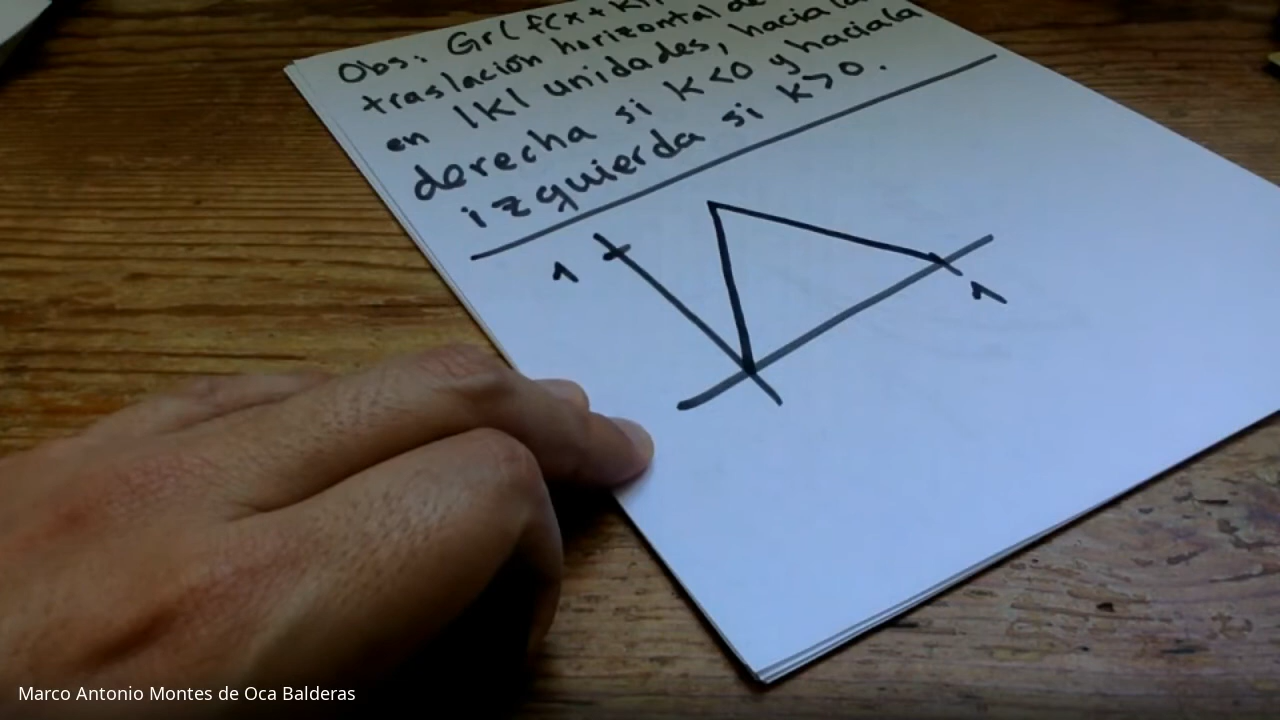 Obs: Gr(f(x+k))
traslación horizontal de
en |k| unidades, hacia la
derecha si k<0 y hacia la
izquierda si k>0.
1
1
Marco Antonio Montes de Oca Balderas